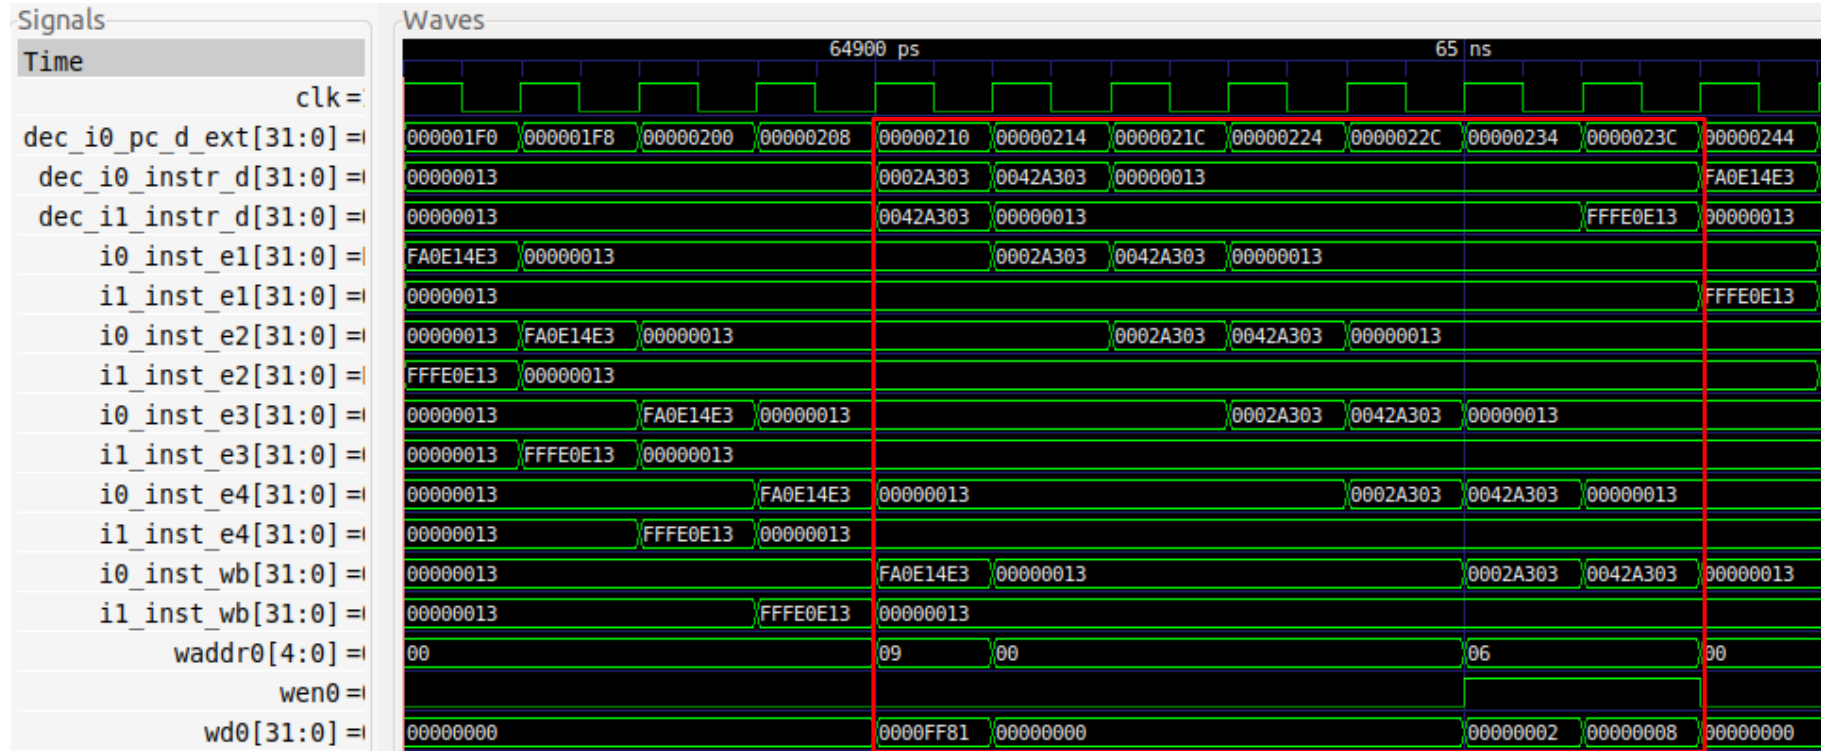 Signals Waves
Time 64900 ps 65 ns
clk =
dec_i0_pc_d_ext[31:0] = 000001F0 000001F8 00000200 00000208 00000210 00000214 0000021C 00000224 0000022C 00000234 0000023C 00000244
dec_i0_instr_d[31:0] = 00000013 0002A303 0042A303 00000013 FA0E14E3
dec_i1_instr_d[31:0] = 00000013 0042A303 00000013 FFFE0E13 00000013
i0_inst_e1[31:0] = FA0E14E3 00000013 0002A303 0042A303 00000013
i1_inst_e1[31:0] = 00000013 FFFE0E13
i0_inst_e2[31:0] = 00000013 FA0E14E3 00000013 0002A303 0042A303 00000013
i1_inst_e2[31:0] = FFFE0E13 00000013
i0_inst_e3[31:0] = 00000013 FA0E14E3 00000013 0002A303 0042A303 00000013
i1_inst_e3[31:0] = 00000013 FFFE0E13 00000013
i0_inst_e4[31:0] = 00000013 FA0E14E3 00000013 0002A303 0042A303 00000013
i1_inst_e4[31:0] = 00000013 FFFE0E13 00000013
i0_inst_wb[31:0] = 00000013 FA0E14E3 00000013 0002A303 0042A303 00000013
i1_inst_wb[31:0] = 00000013 FFFE0E13 00000013
waddr0[4:0] = 00 09 00 06 00
wen0 =
wd0[31:0] = 00000000 0000FF81 00000000 00000002 00000008 00000000